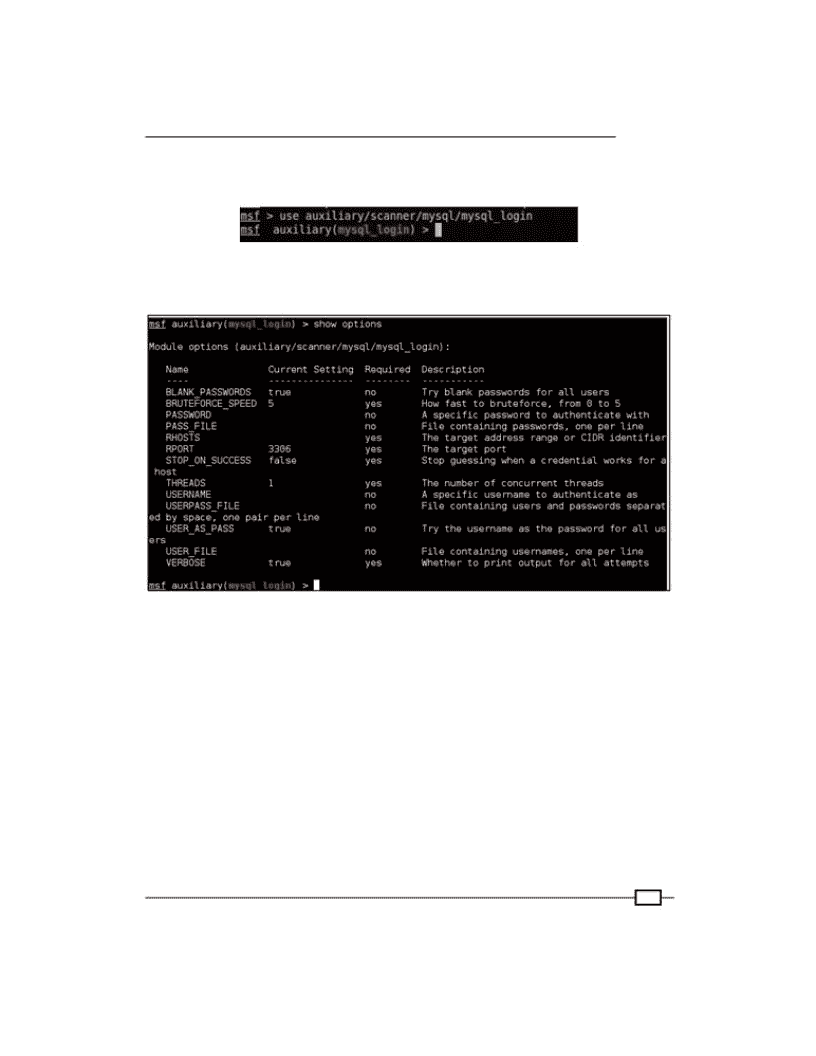 msf > use auxiliary/scanner/mysql/mysql_login
msf  auxiliary(mysql_login) >
msf auxiliary(mysql_login) > show options
Module options (auxiliary/scanner/mysql/mysql_login):
Name Current Setting Required Description
---- --------------- -------- -----------
BLANK_PASSWORDS true no Try blank passwords for all users
BRUTEFORCE_SPEED 5 yes How fast to bruteforce, from 0 to 5
PASSWORD no A specific password to authenticate with
PASS_FILE no File containing passwords, one per line
RHOSTS yes The target address range or CIDR identifier
RPORT 3306 yes The target port
STOP_ON_SUCCESS false yes Stop guessing when a credential works for a
host
THREADS 1 yes The number of concurrent threads
USERNAME no A specific username to authenticate as
USERPASS_FILE no File containing users and passwords separat
ed by space, one pair per line
USER_AS_PASS true no Try the username as the password for all us
ers
USER_FILE no File containing usernames, one per line
VERBOSE true yes Whether to print output for all attempts
msf auxiliary(mysql_login) >